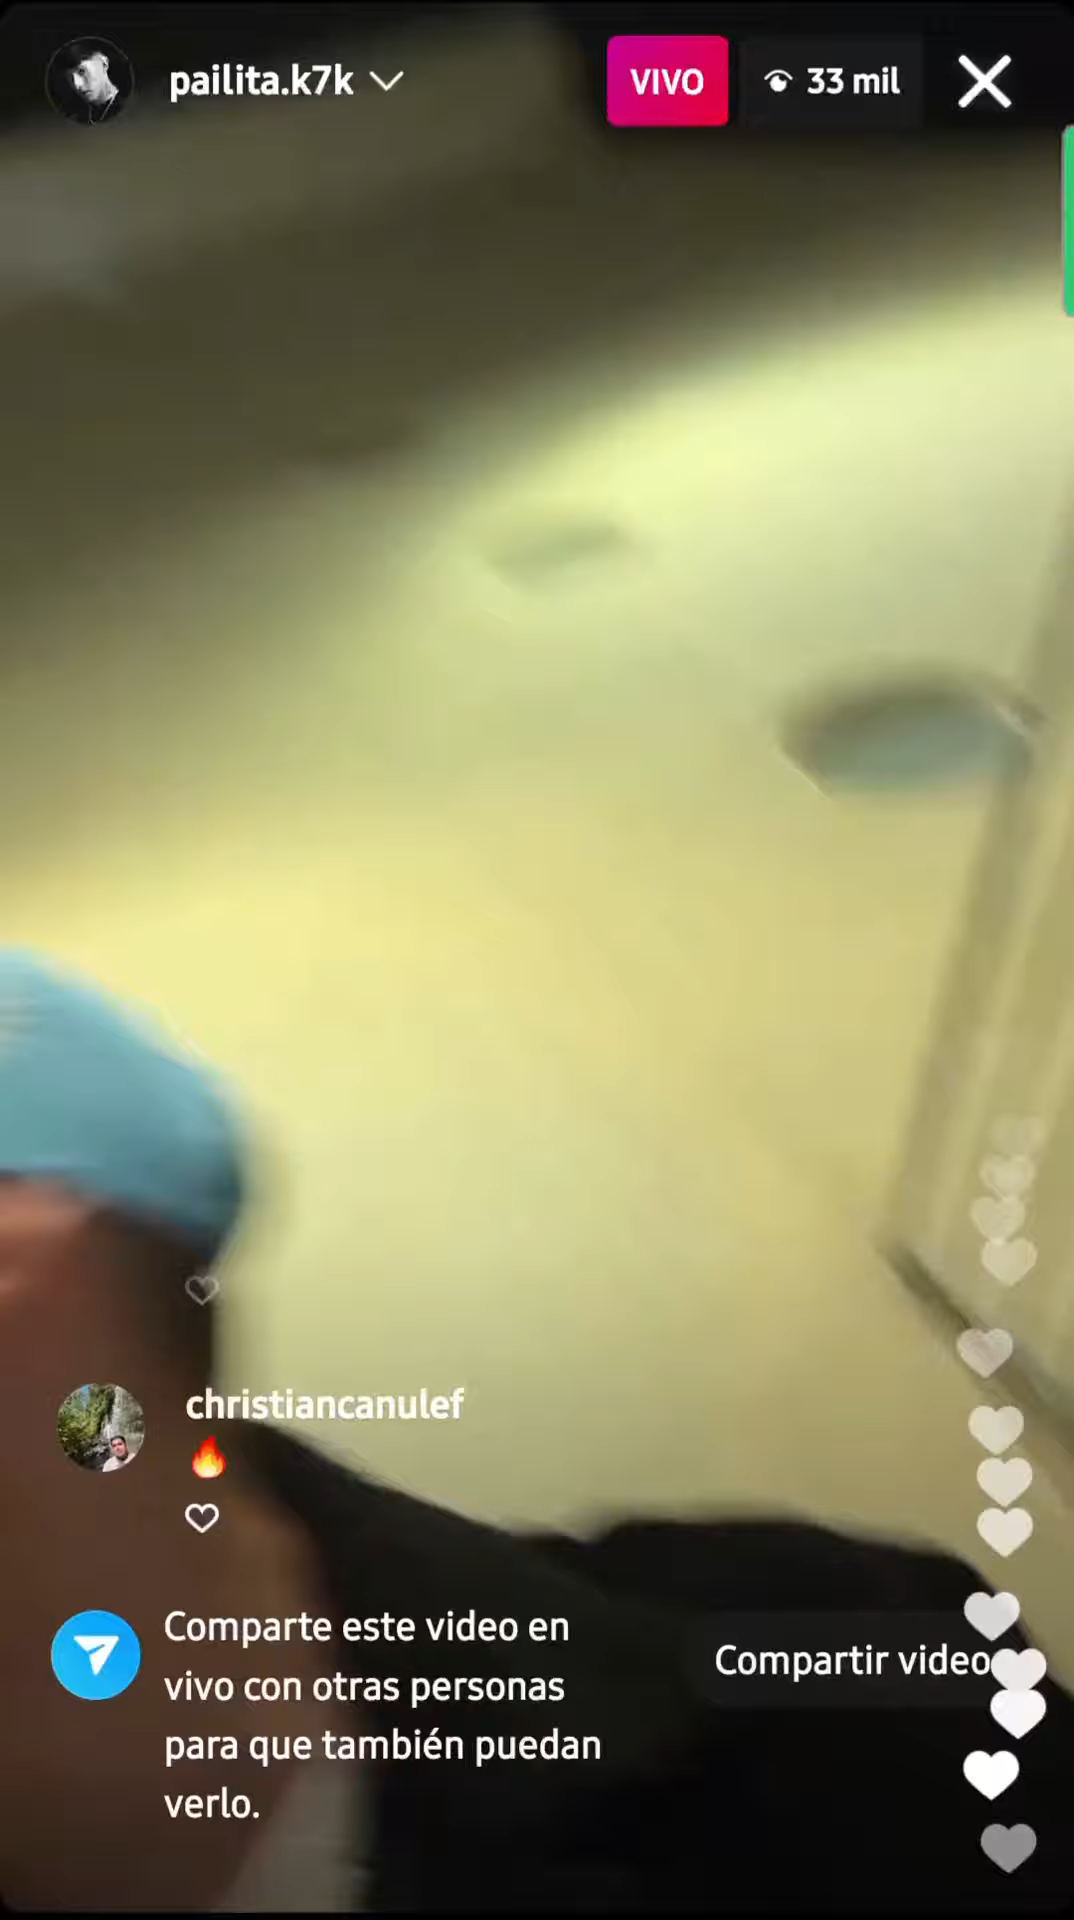 pailita.k7k
VIVO
33 mil
christiancanulef
🔥
Comparte este video en
vivo con otras personas
para que también puedan
verlo.
Compartir video